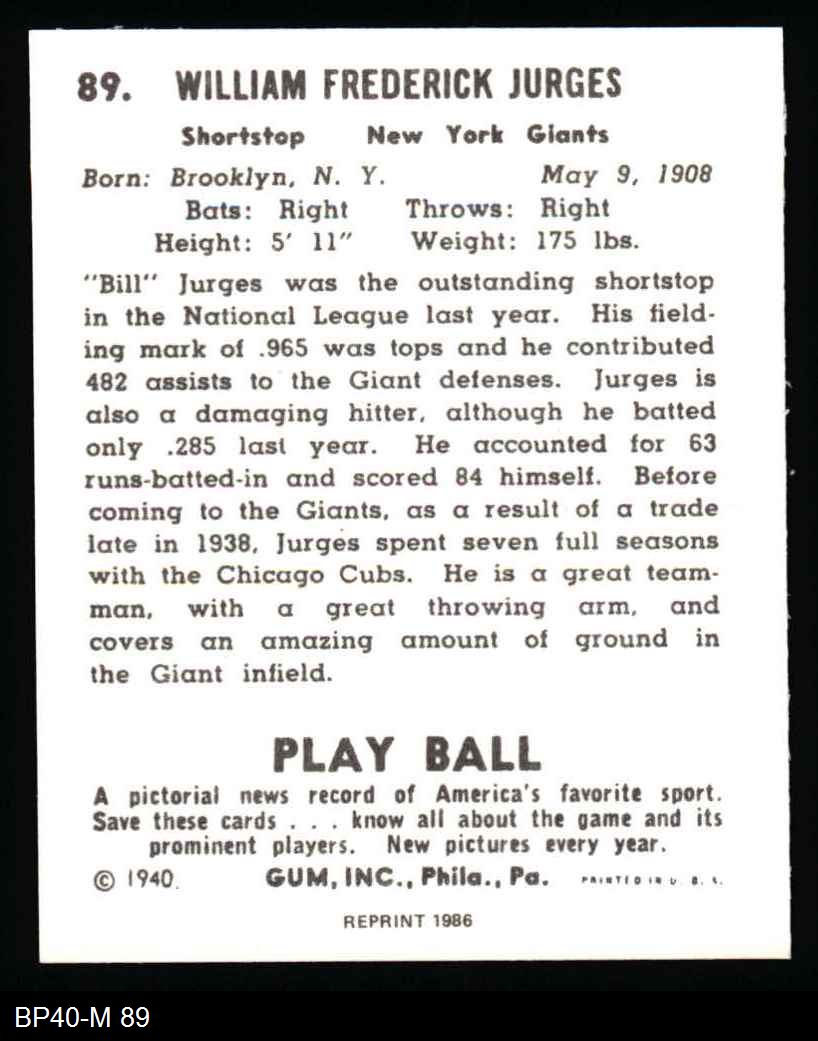 89. WILLIAM FREDERICK JURGES
Shortstop New York Giants
Born: Brooklyn, N. Y. May 9, 1908
Bats: Right Throws: Right
Height: 5' 11" Weight: 175 lbs.
"Bill" Jurges was the outstanding shortstop
in the National League last year. His field-
ing mark of .965 was tops and he contributed
482 assists to the Giant defenses. Jurges is
also a damaging hitter, although he batted
only .285 last year. He accounted for 63
runs-batted-in and scored 84 himself. Before
coming to the Giants, as a result of a trade
late in 1938, Jurges spent seven full seasons
with the Chicago Cubs. He is a great team-
man, with a great throwing arm, and
covers an amazing amount of ground in
the Giant infield.
PLAY BALL
A pictorial news record of America's favorite sport.
Save these cards . . . know all about the game and its
prominent players. New pictures every year.
© 1940. GUM, INC., Phila., Pa. PRINTED IN U. S. A.
REPRINT 1986
BP40-M 89